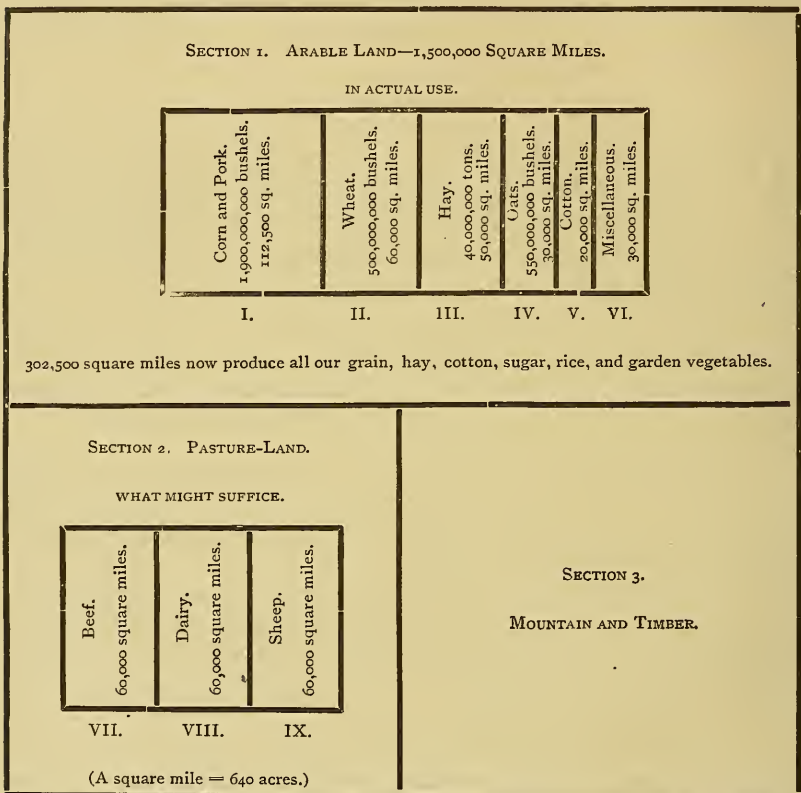 SECTION 1. ARABLE LAND—1,500,000 SQUARE MILES.
IN ACTUAL USE.
Corn and Pork.
1,900,000,000 bushels.
112,500 sq. miles.
Wheat.
500,000,000 bushels.
60,000 sq. miles.
Hay.
40,000,000 tons.
50,000 sq. miles.
Oats.
550,000,000 bushels.
30,000 sq. miles.
Cotton.
20,000 sq. miles.
Miscellaneous.
30,000 sq. miles.
I. II. III. IV. V. VI.
302,500 square miles now produce all our grain, hay, cotton, sugar, rice, and garden vegetables.
SECTION 2. PASTURE-LAND.
WHAT MIGHT SUFFICE.
Beef.
60,000 square miles.
Dairy.
60,000 square miles.
Sheep.
60,000 square miles.
VII. VIII. IX.
(A square mile = 640 acres.)
SECTION 3.
MOUNTAIN AND TIMBER.